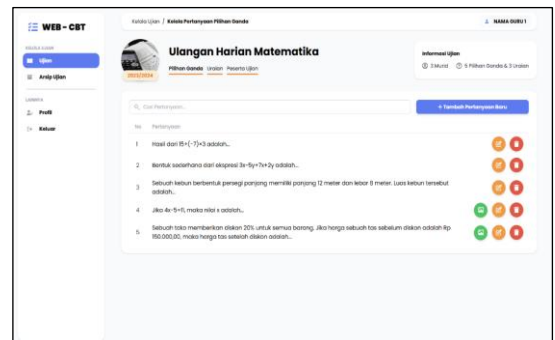 WEB - CBT
Kelola Ujian / Kelola Pertanyaan Pilihan Ganda
NAMA GURU 1
KELOLA UJIAN
Ujian
Arsip Ujian
LAINNYA
Profil
Keluar
2023/2024
Ulangan Harian Matematika
Pilihan Ganda Uraian Peserta Ujian
Informasi Ujian
3 Murid 5 Pilihan Ganda & 3 Uraian
Cari Pertanyaan...
+ Tambah Pertanyaan Baru
No Pertanyaan
1 Hasil dari 15+(-7)×3 adalah...
2 Bentuk sederhana dari ekspresi 3x-5y+7x+2y adalah...
3 Sebuah kebun berbentuk persegi panjang memiliki panjang 12 meter dan lebar 8 meter. Luas kebun tersebut
adalah...
4 Jika 4x-5=11, maka nilai x adalah...
5 Sebuah toko memberikan diskon 20% untuk semua barang. Jika harga sebuah tas sebelum diskon adalah Rp
150.000,00, maka harga tas setelah diskon adalah...